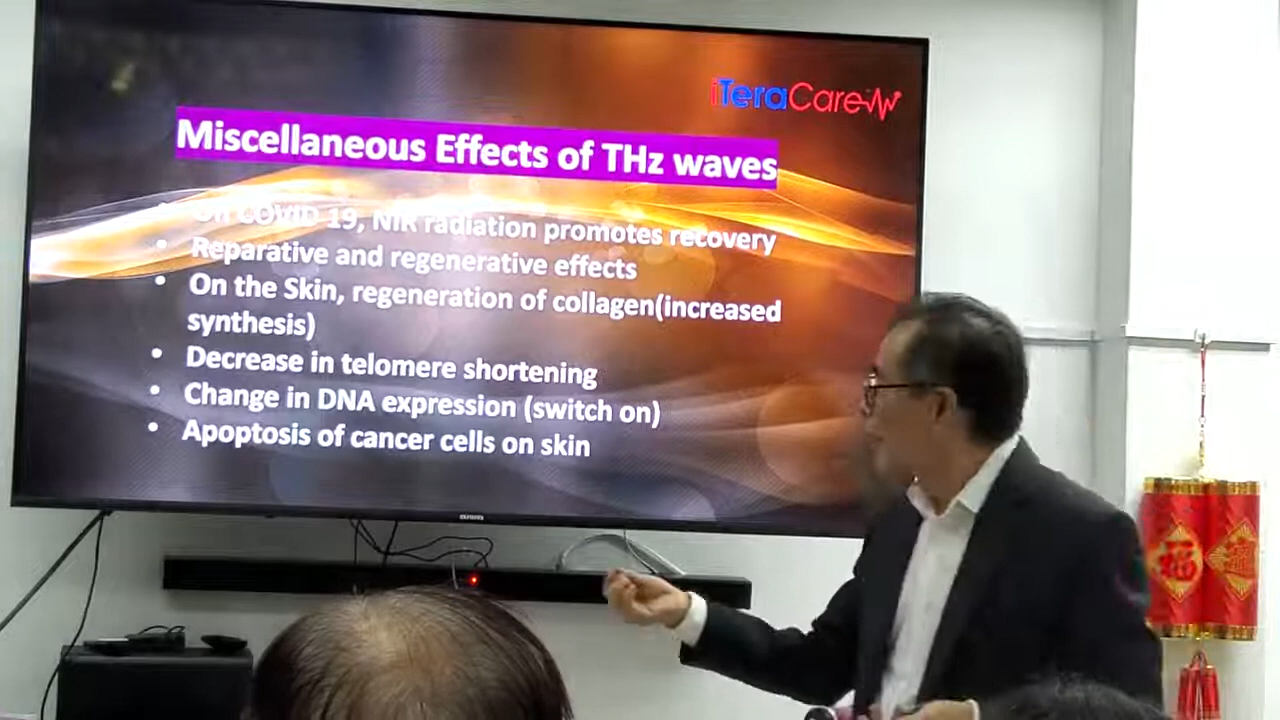 iTeraCare
Miscellaneous Effects of THz waves
• On COVID 19, NIR radiation promotes recovery
• Reparative and regenerative effects
• On the Skin, regeneration of collagen(increased
synthesis)
• Decrease in telomere shortening
• Change in DNA expression (switch on)
• Apoptosis of cancer cells on skin
福